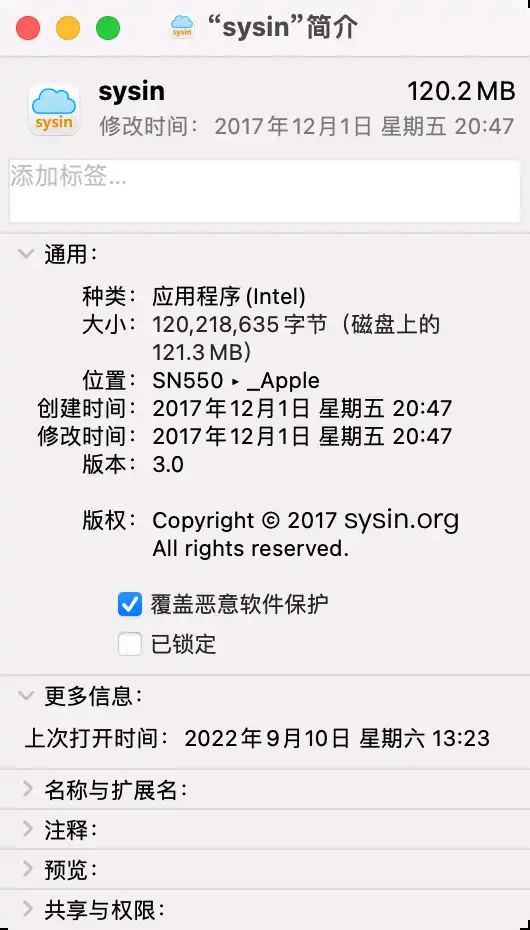 sysin
“sysin”简介
sysin
sysin
120.2 MB
修改时间： 2017年12月1日 星期五 20:47
添加标签...
通用：
种类： 应用程序 (Intel)
大小： 120,218,635 字节（磁盘上的
121.3 MB）
位置： SN550 ▸ _Apple
创建时间： 2017年12月1日 星期五 20:47
修改时间： 2017年12月1日 星期五 20:47
版本： 3.0
版权： Copyright © 2017 sysin.org
All rights reserved.
覆盖恶意软件保护
已锁定
更多信息：
上次打开时间： 2022年9月10日 星期六 13:23
名称与扩展名：
注释：
预览：
共享与权限：